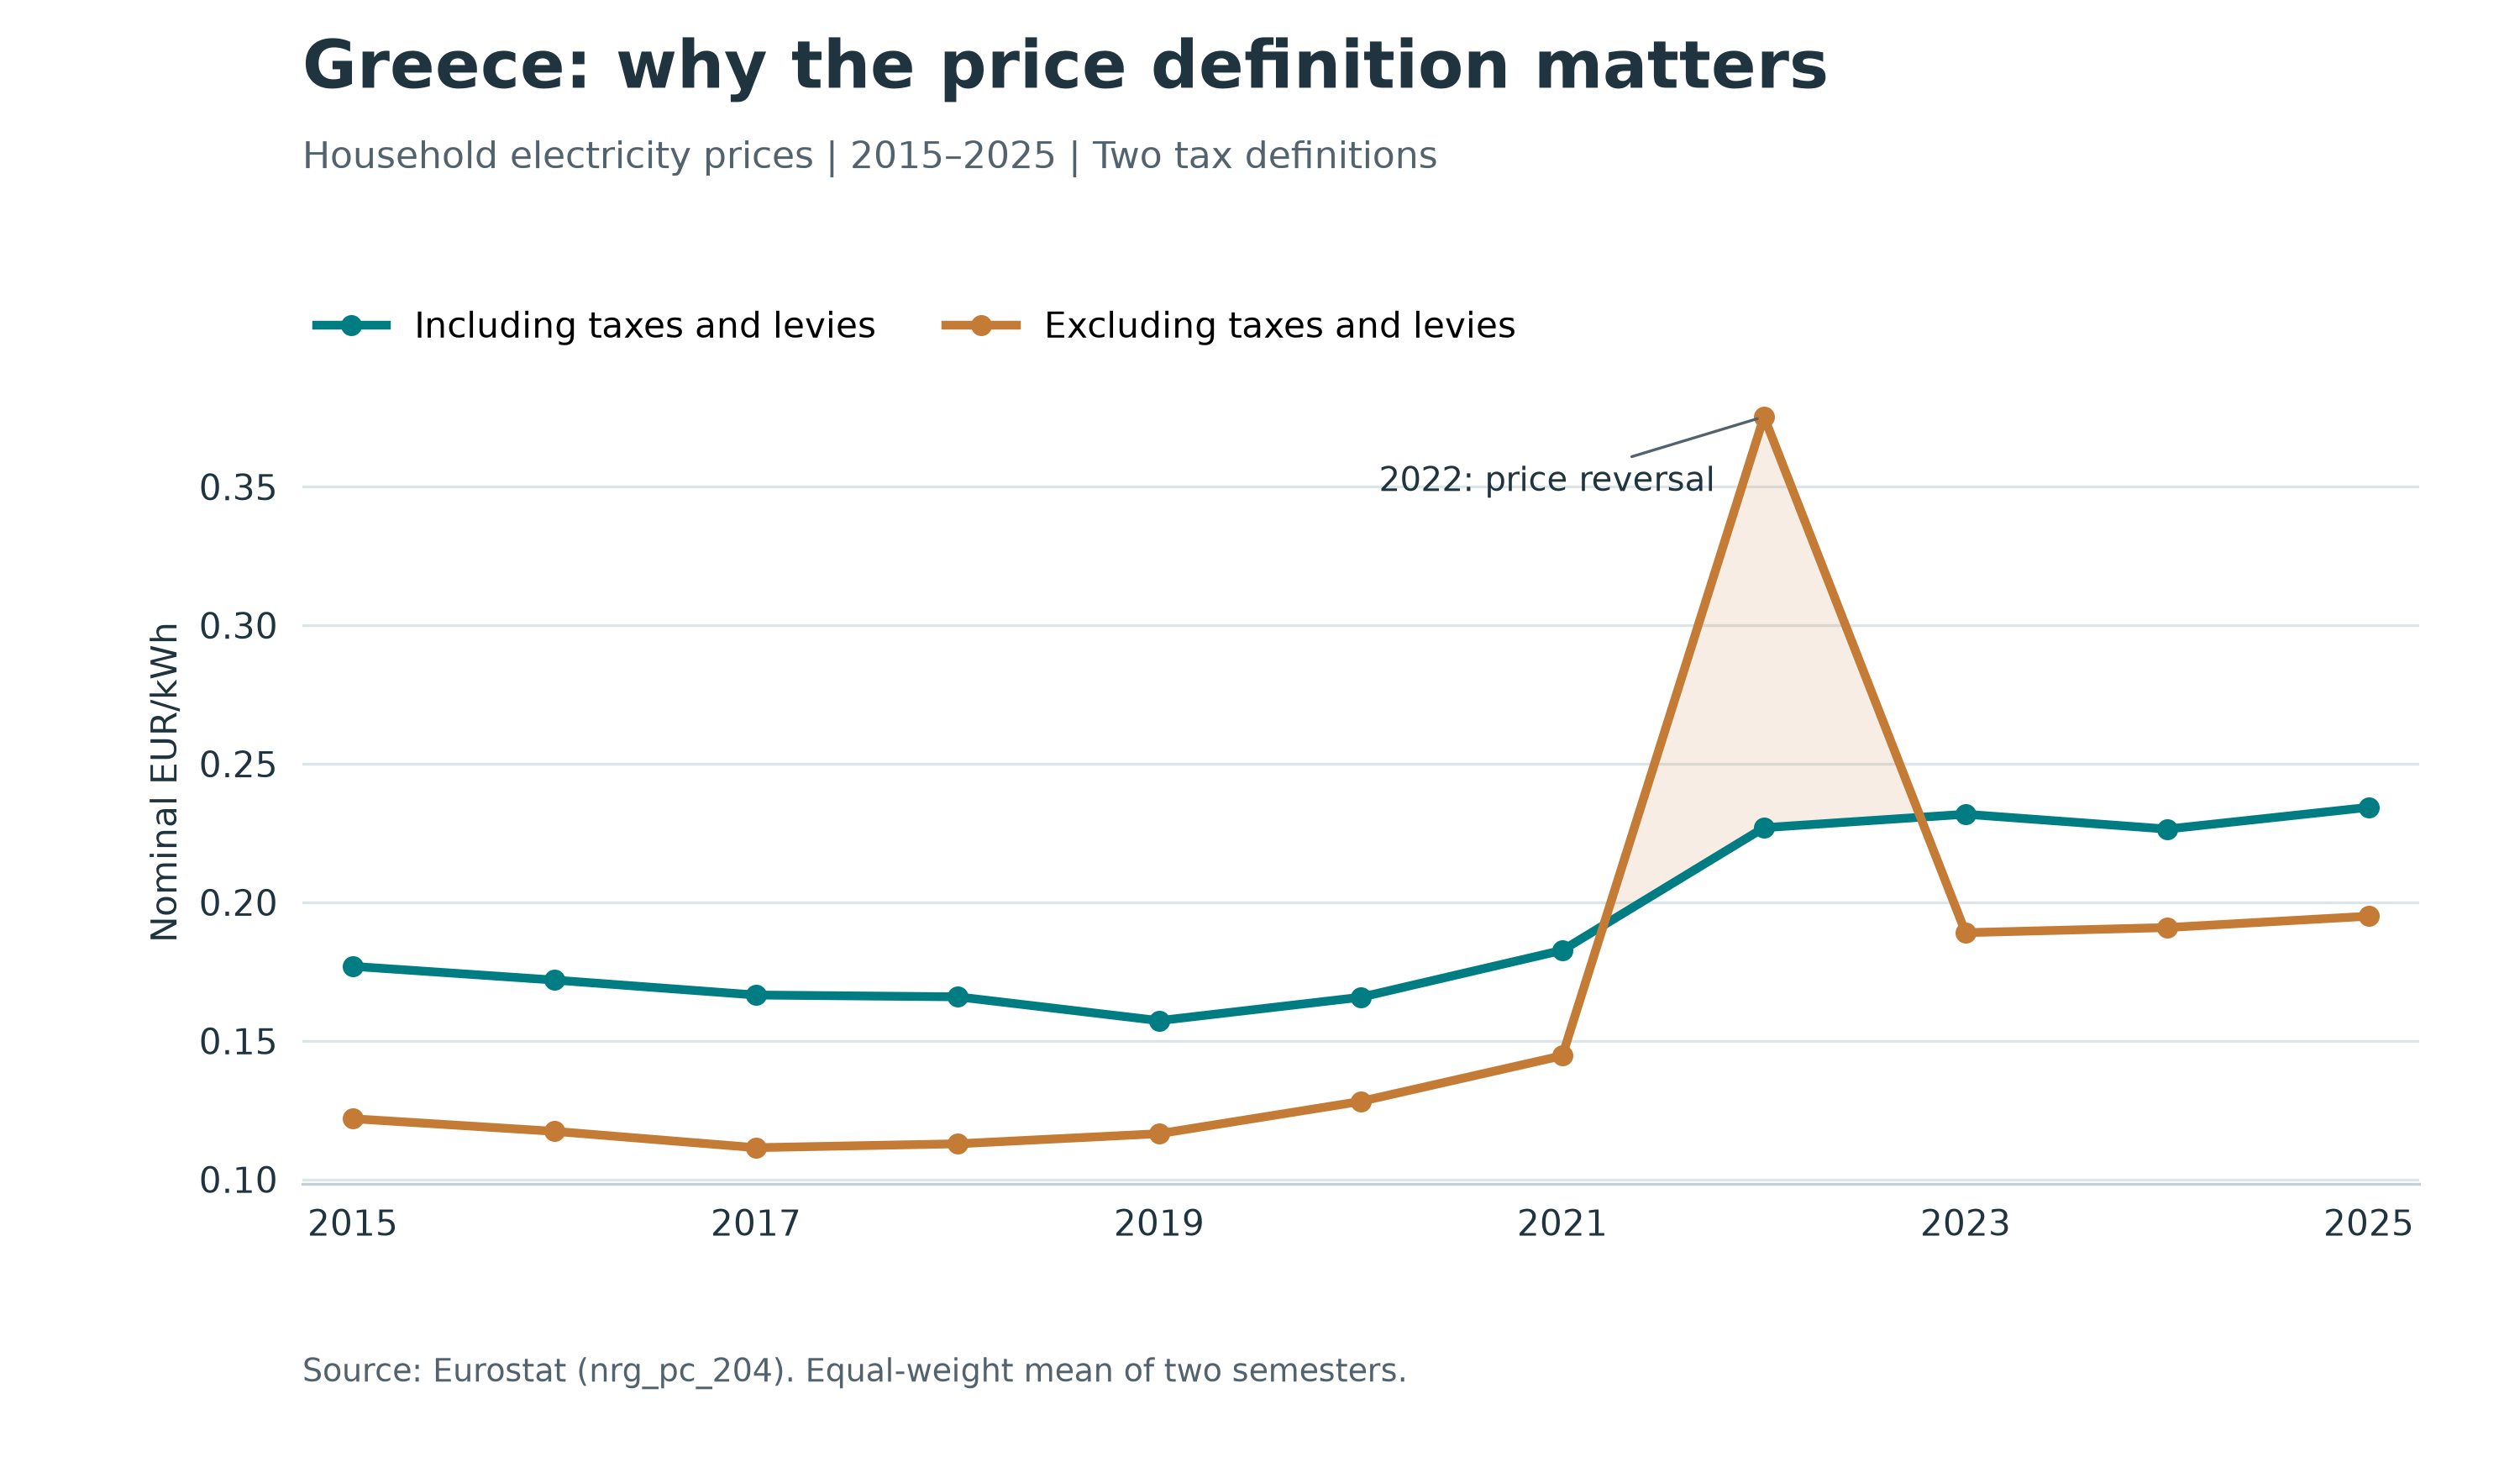 Greece: why the price definition matters
Household electricity prices | 2015–2025 | Two tax definitions
Including taxes and levies
Excluding taxes and levies
2022: price reversal
Nominal EUR/kWh
0.35
0.30
0.25
0.20
0.15
0.10
2015
2017
2019
2021
2023
2025
Source: Eurostat (nrg_pc_204). Equal-weight mean of two semesters.